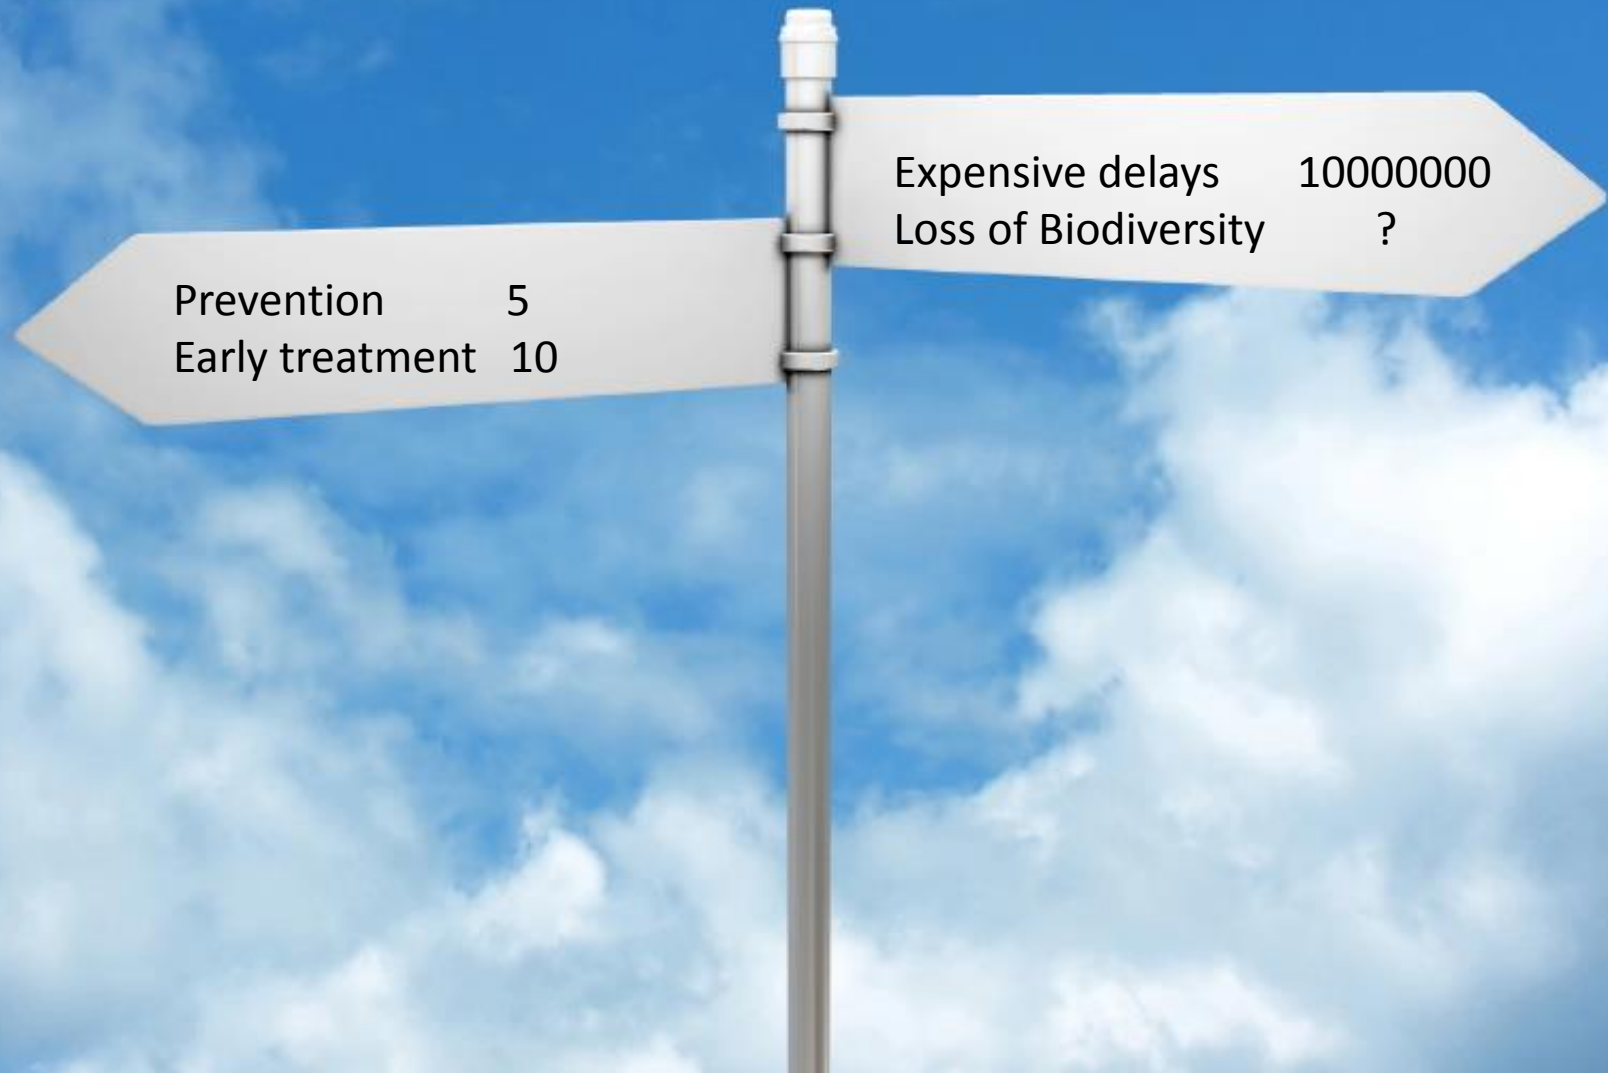 Expensive delays 10000000
Loss of Biodiversity ?
Prevention 5
Early treatment 10